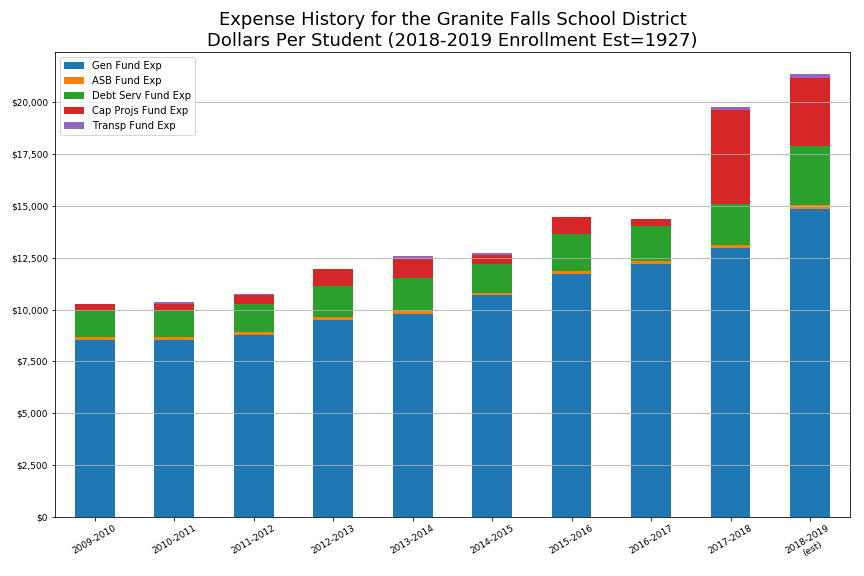 Expense History for the Granite Falls School District
Dollars Per Student (2018-2019 Enrollment Est=1927)
Gen Fund Exp
ASB Fund Exp
Debt Serv Fund Exp
Cap Projs Fund Exp
Transp Fund Exp
$20,000
$17,500
$15,000
$12,500
$10,000
$7,500
$5,000
$2,500
$0
2009-2010
2010-2011
2011-2012
2012-2013
2013-2014
2014-2015
2015-2016
2016-2017
2017-2018
2018-2019
(est)